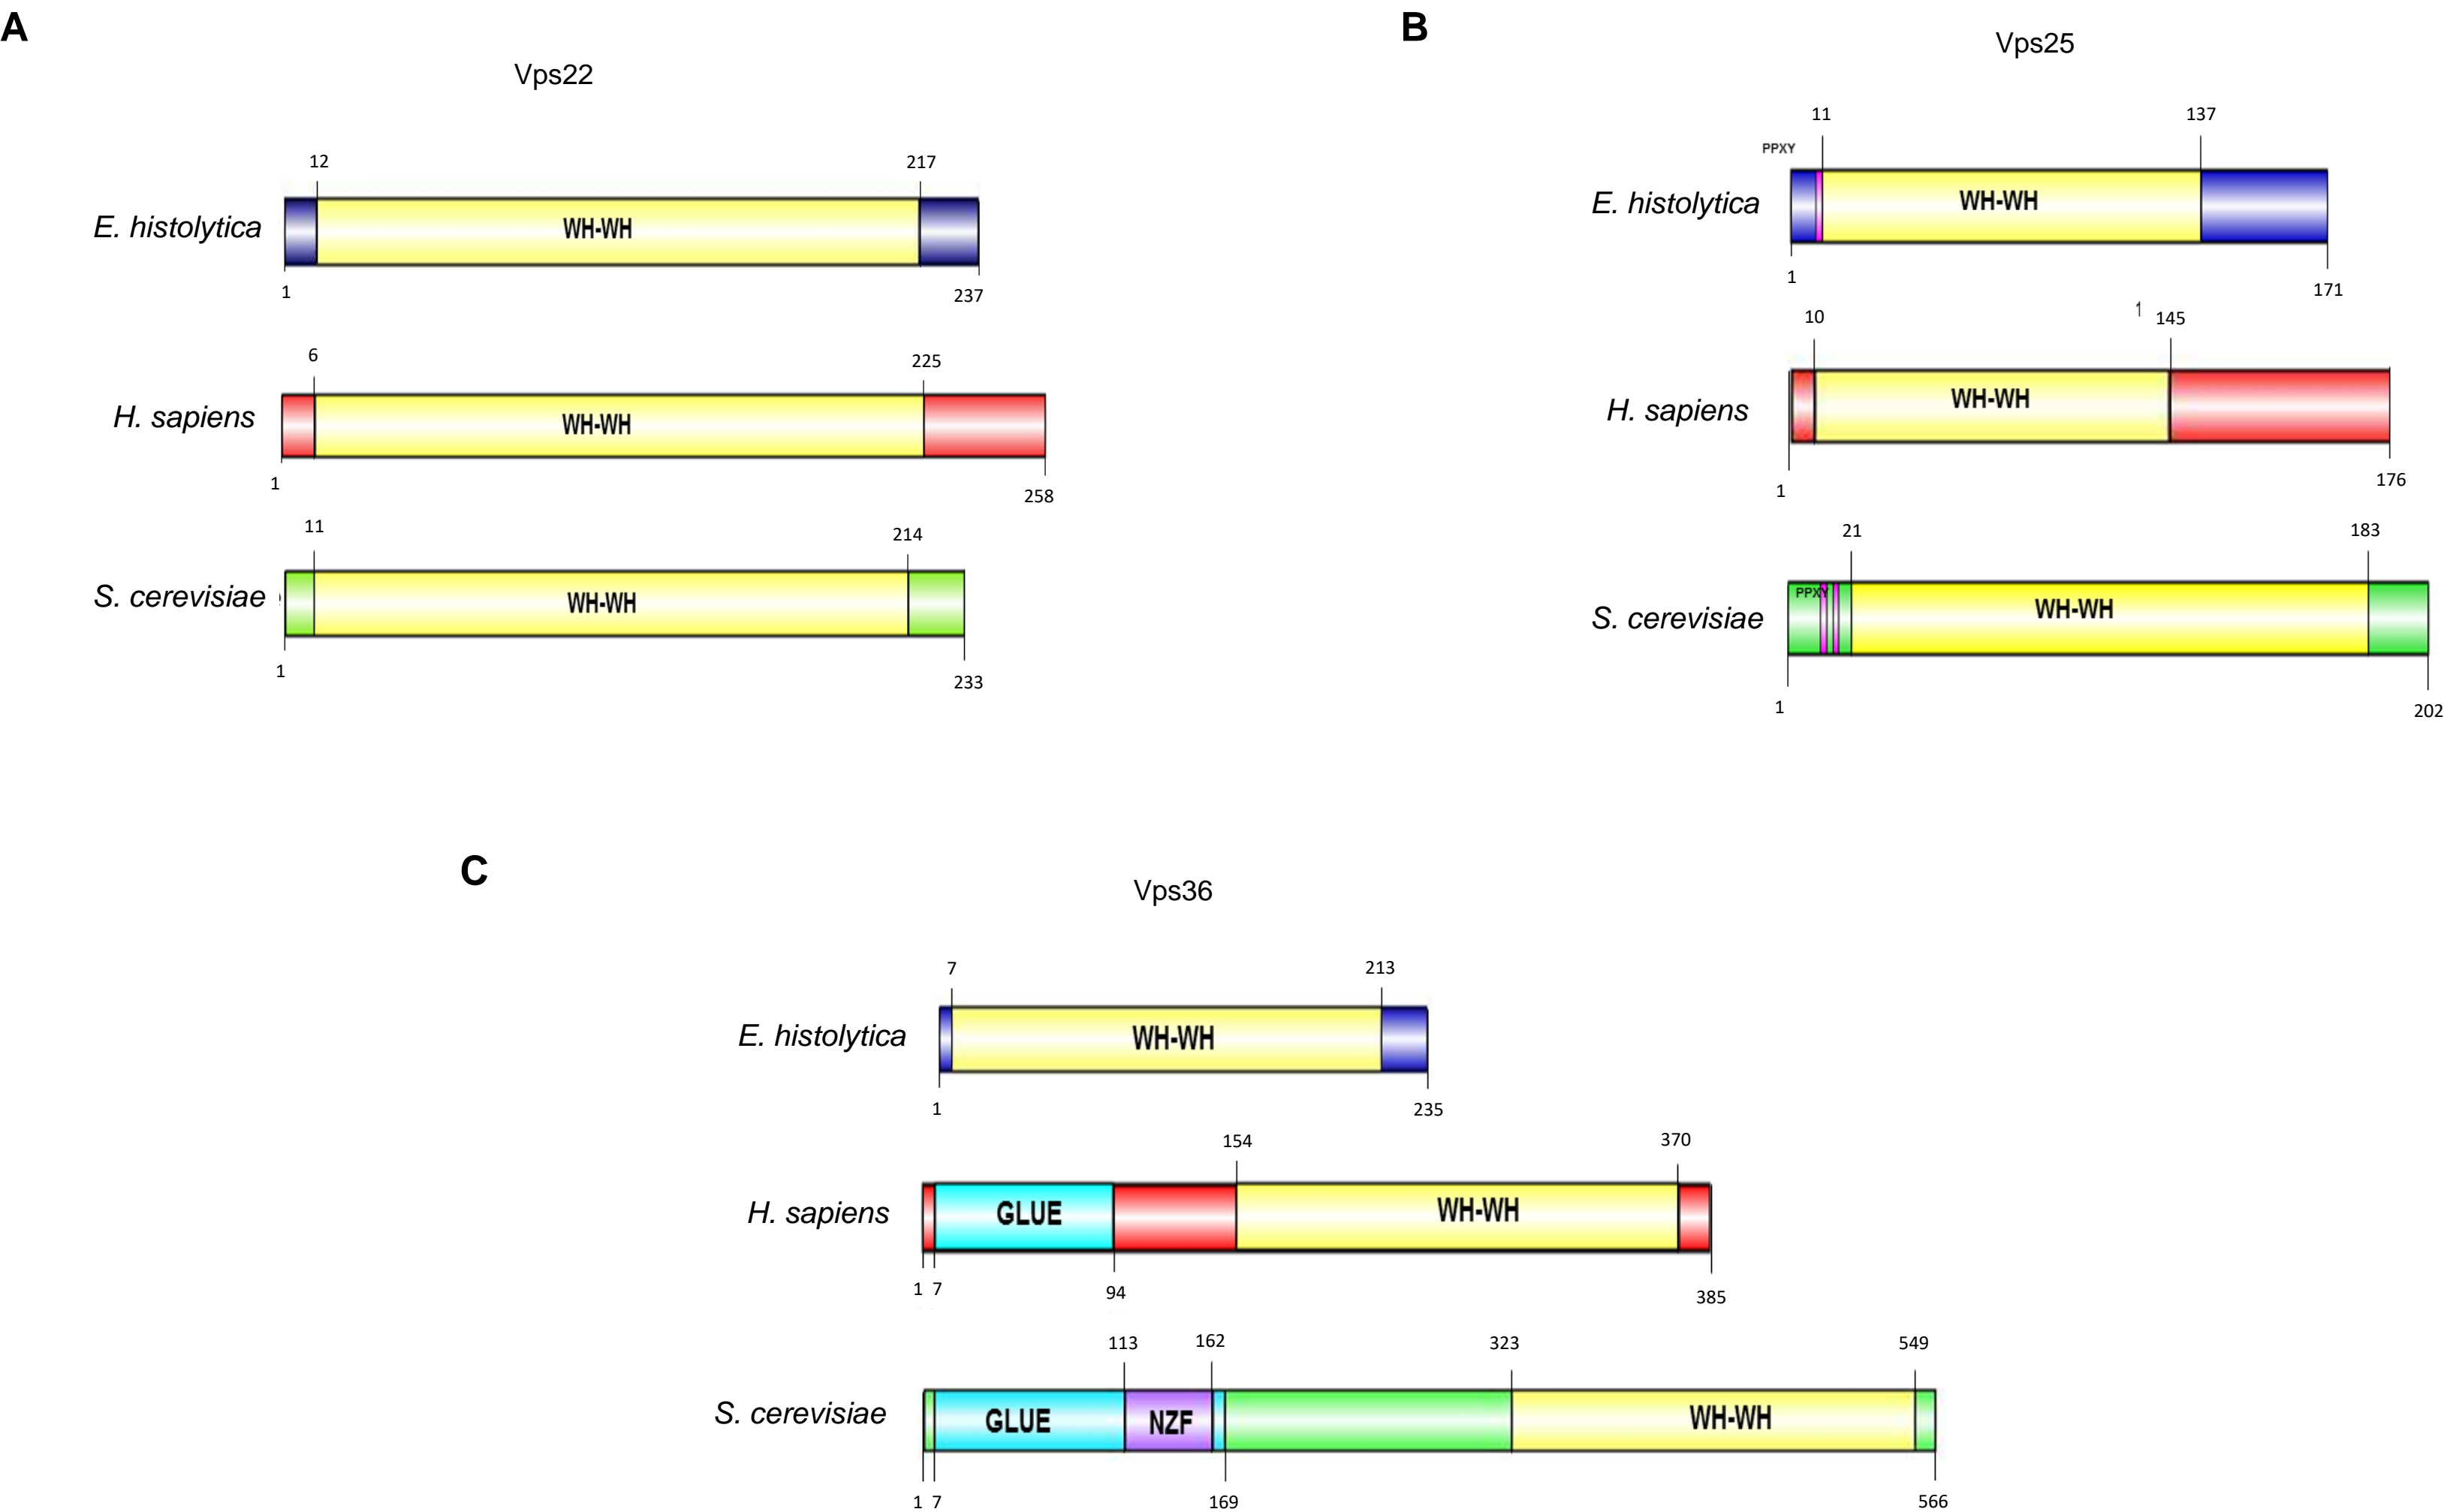 A
Vps22
12
217
E. histolytica
WH-WH
1
237
6
225
H. sapiens
WH-WH
1
258
11
214
S. cerevisiae
WH-WH
1
233
B
Vps25
11
137
PPXY
E. histolytica
WH-WH
1
171
1
10
145
H. sapiens
WH-WH
1
176
21
183
PPXY
S. cerevisiae
WH-WH
1
202
C
Vps36
7
213
E. histolytica
WH-WH
1
235
154
370
H. sapiens
GLUE
WH-WH
1 7
94
385
113
162
323
549
S. cerevisiae
GLUE
NZF
WH-WH
1 7
169
566